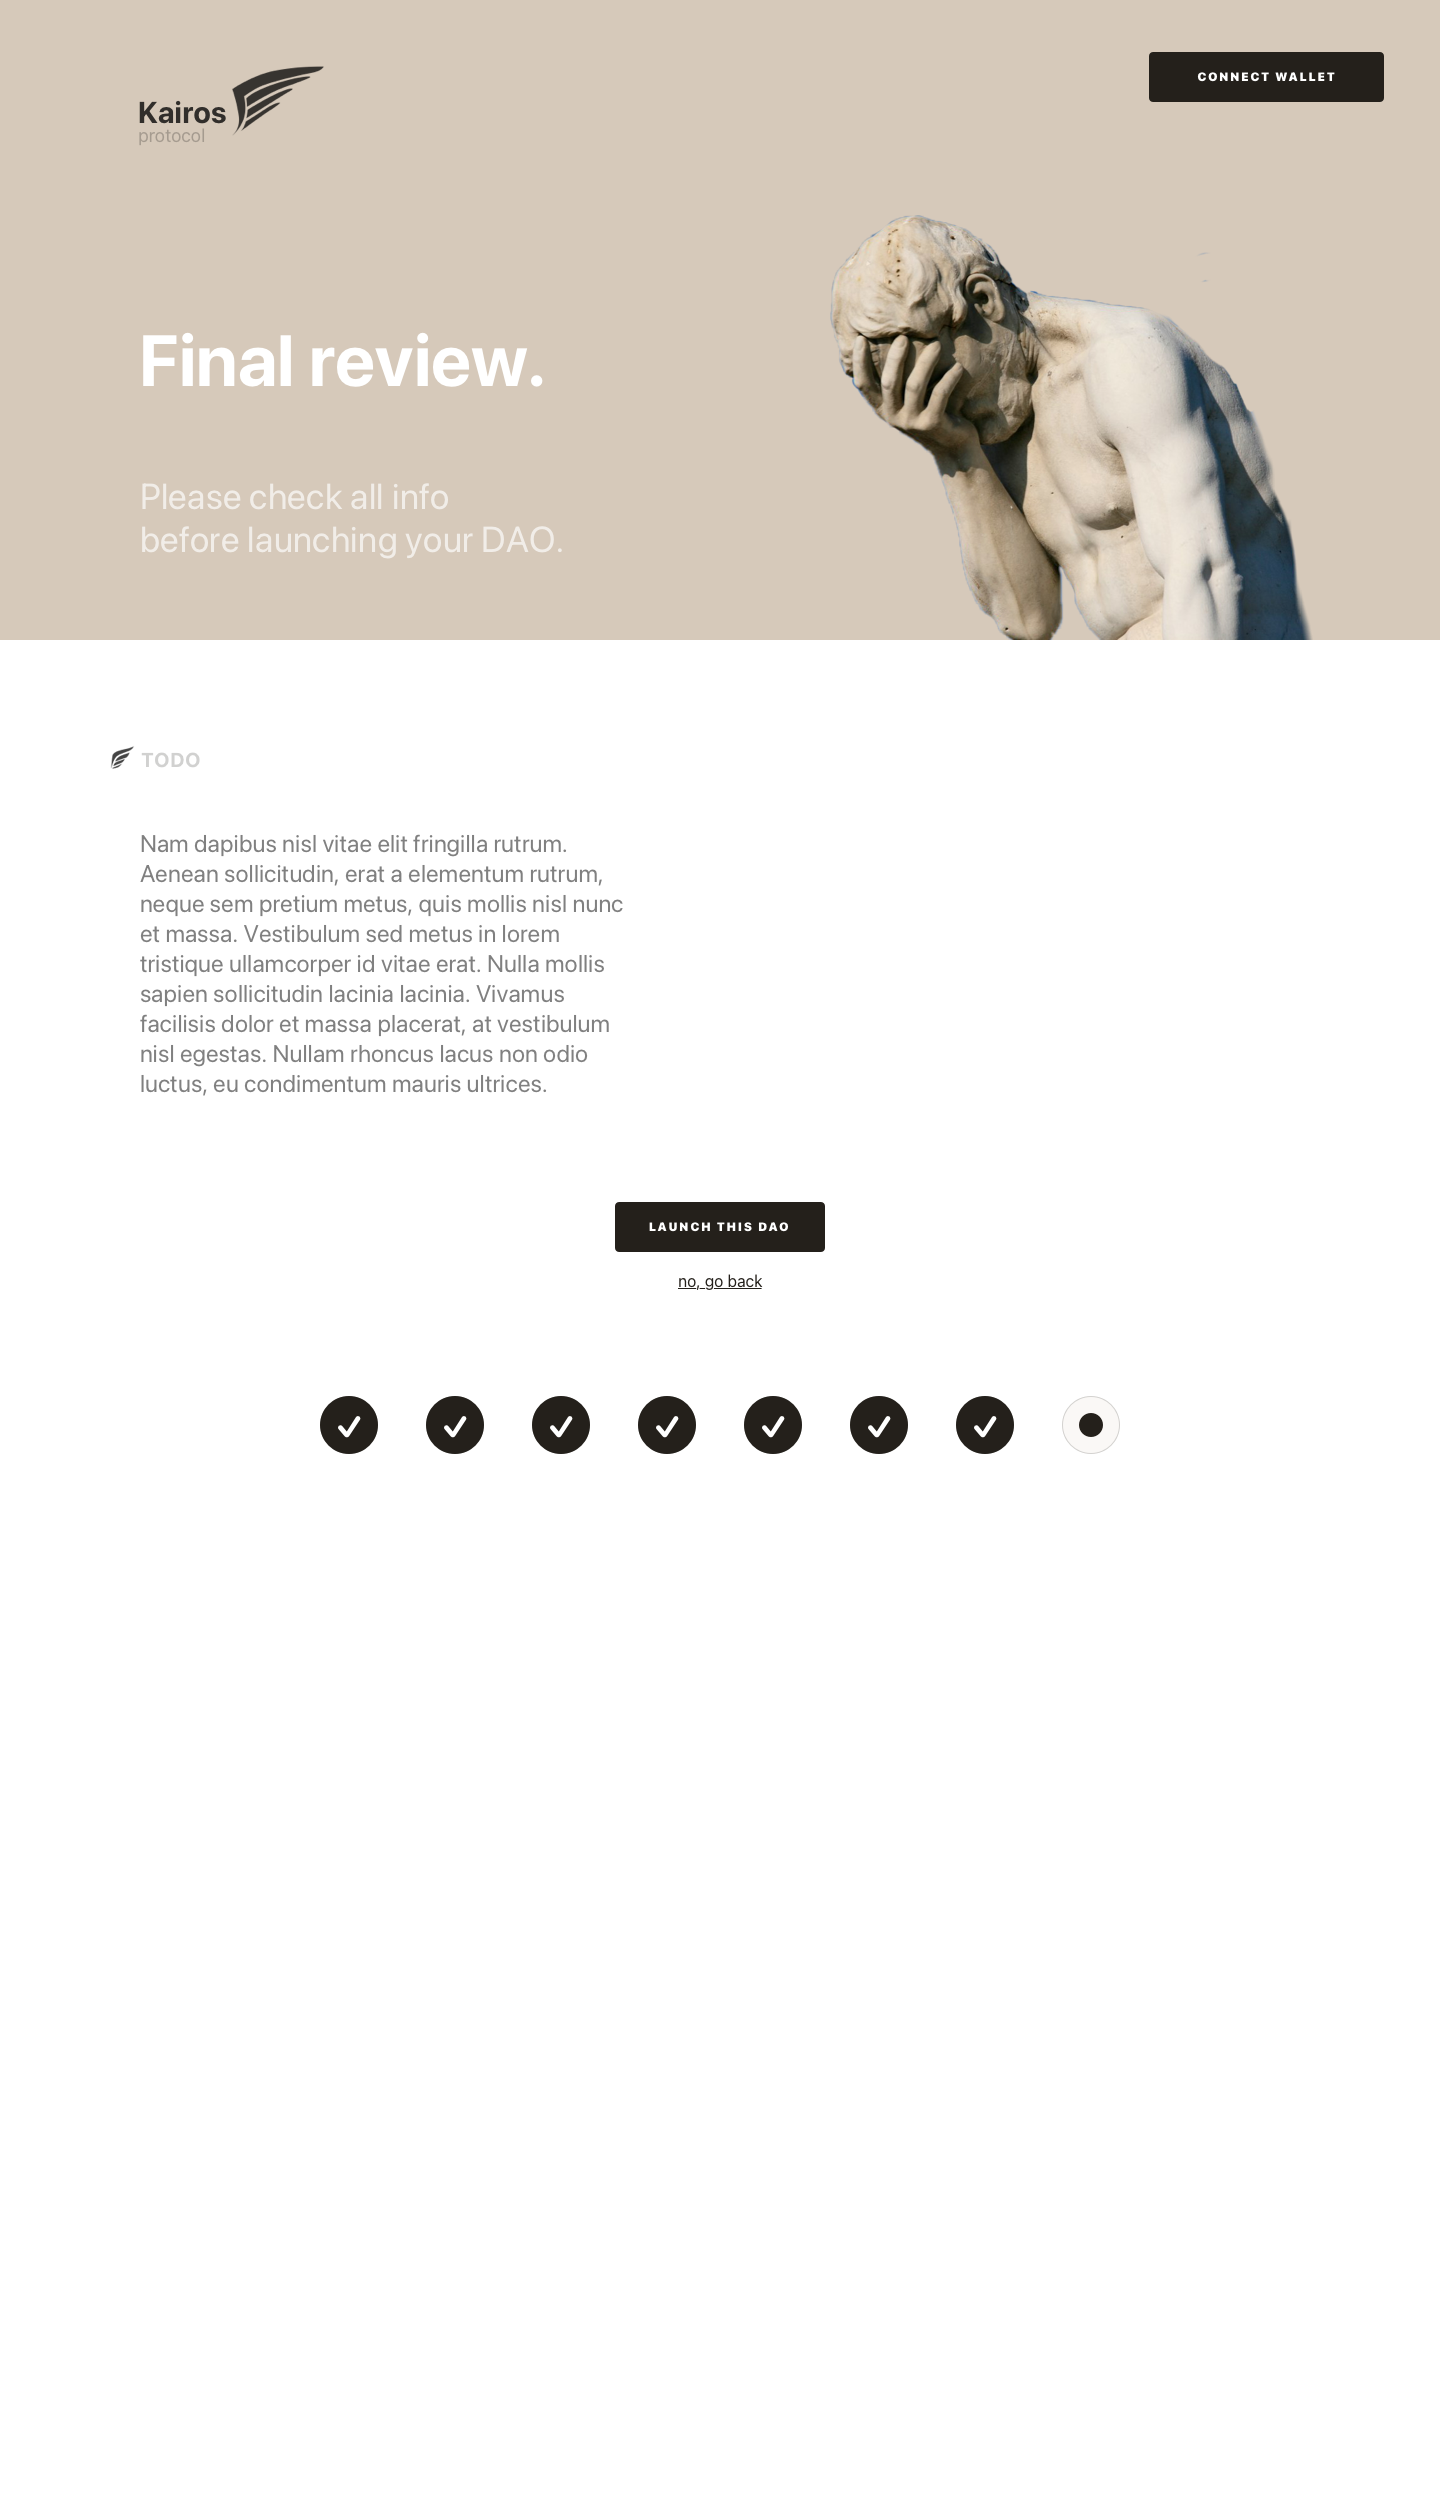 Kairos
protocol
CONNECT WALLET
Final review.
Please check all info
before launching your DAO.
TODO
Nam dapibus nisl vitae elit fringilla rutrum.
Aenean sollicitudin, erat a elementum rutrum,
neque sem pretium metus, quis mollis nisl nunc
et massa. Vestibulum sed metus in lorem
tristique ullamcorper id vitae erat. Nulla mollis
sapien sollicitudin lacinia lacinia. Vivamus
facilisis dolor et massa placerat, at vestibulum
nisl egestas. Nullam rhoncus lacus non odio
luctus, eu condimentum mauris ultrices.
LAUNCH THIS DAO
no, go back